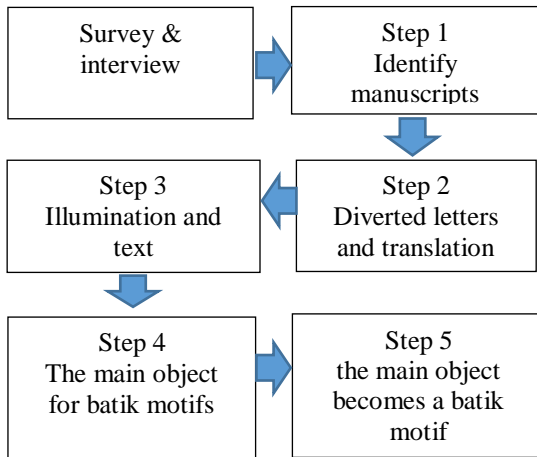 Survey &
interview
Step 1
Identify
manuscripts
Step 2
Diverted letters
and translation
Step 3
Illumination and
text
Step 4
The main object
for batik motifs
Step 5
the main object
becomes a batik
motif